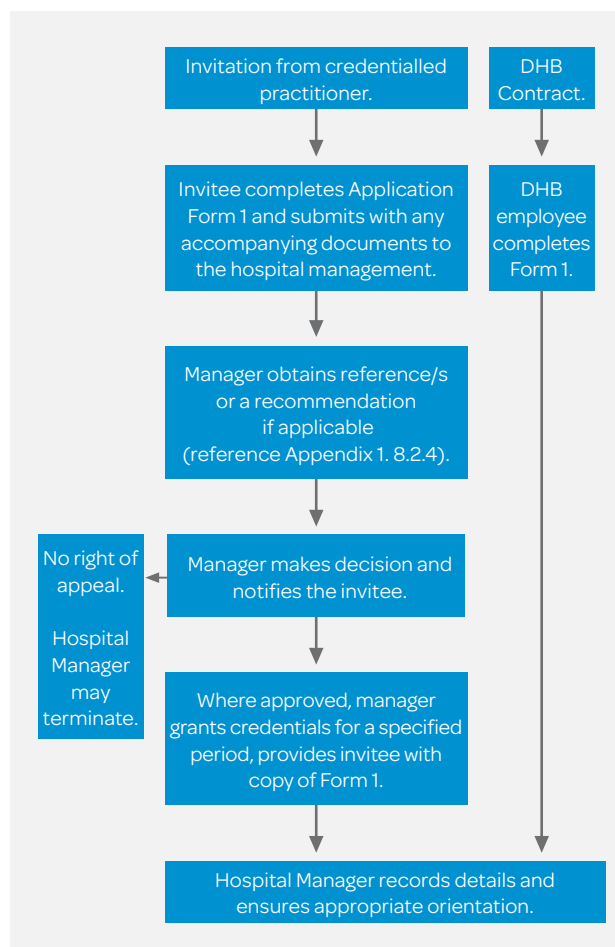 Invitation from credentialled
practitioner.
DHB
Contract.
Invitee completes Application
Form 1 and submits with any
accompanying documents to
the hospital management.
DHB
employee
completes
Form 1.
Manager obtains reference/s
or a recommendation
if applicable
(reference Appendix 1. 8.2.4).
No right of
appeal.
Hospital
Manager
may
terminate.
Manager makes decision and
notifies the invitee.
Where approved, manager
grants credentials for a specified
period, provides invitee with
copy of Form 1.
Hospital Manager records details and
ensures appropriate orientation.